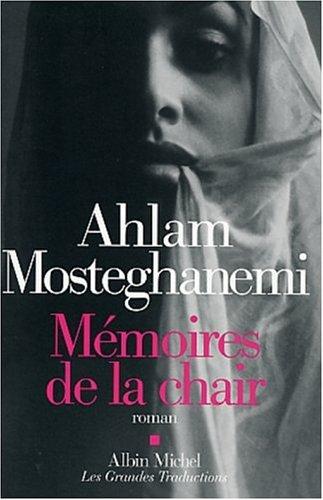 Ahlam
Mosteghanemi
Mémoires
de la chair
roman
Albin Michel
Les Grandes Traductions